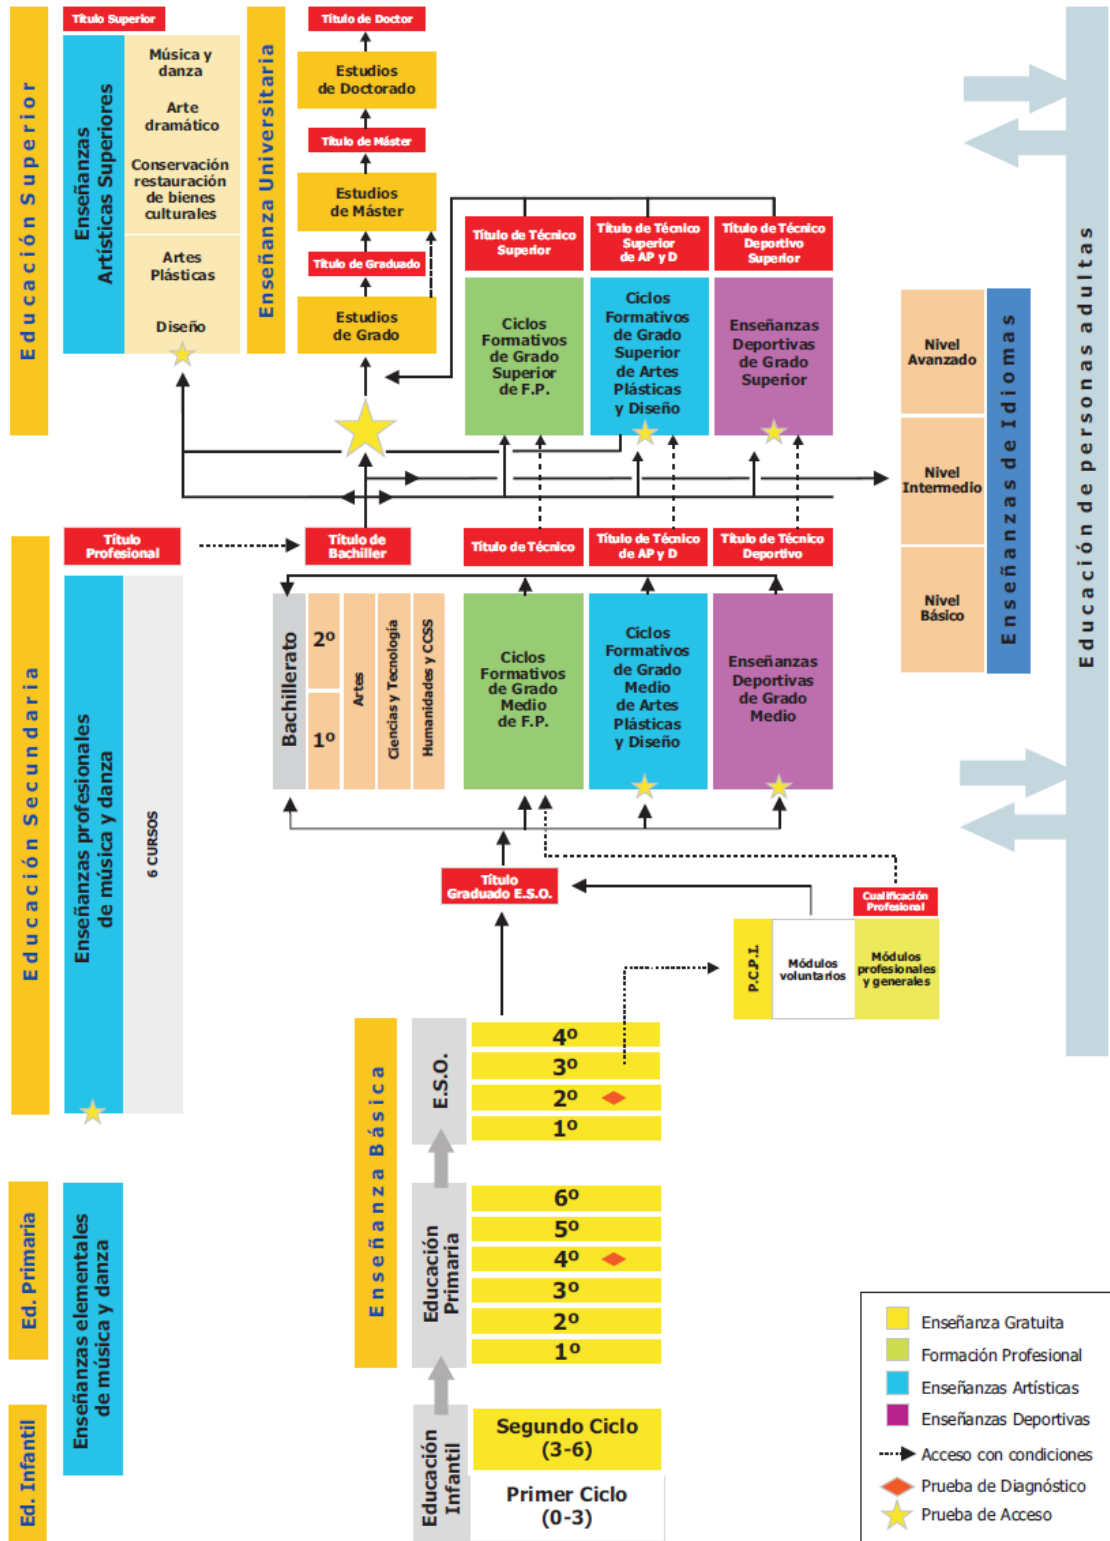 Educación Superior
Título Superior
Enseñanzas
Artísticas Superiores
Música y
danza
Arte
dramático
Conservación
restauración
de bienes
culturales
Artes
Plásticas
Diseño
Enseñanza Universitaria
Título de Doctor
Estudios
de Doctorado
Título de Máster
Estudios
de Máster
Título de Graduado
Estudios
de Grado
Título de Técnico
Superior
Título de Técnico
Superior
de AP y D
Título de Técnico
Deportivo
Superior
Ciclos
Formativos
de Grado
Superior
de F.P.
Ciclos
Formativos
de Grado
Superior
de Artes
Plásticas
y Diseño
Enseñanzas
Deportivas
de Grado
Superior
Nivel
Avanzado
Nivel
Intermedio
Nivel
Básico
Enseñanzas de Idiomas
Educación de personas adultas
Educación Secundaria
Título
Profesional
Título de
Bachiller
Título de Técnico
Título de Técnico
de AP y D
Título de Técnico
Deportivo
Enseñanzas profesionales
de música y danza
6 CURSOS
Bachillerato
2º
1º
Artes
Ciencias y Tecnología
Humanidades y CCSS
Ciclos
Formativos
de Grado
Medio
de F.P.
Ciclos
Formativos
de Grado
Medio
de Artes
Plásticas
y Diseño
Enseñanzas
Deportivas
de Grado
Medio
Título
Graduado E.S.O.
Cualificación
Profesional
P.C.P.I.
Módulos
voluntarios
Módulos
profesionales
y generales
Enseñanza Básica
E.S.O.
4º
3º
2º
1º
Ed. Primaria
Enseñanzas elementales
de música y danza
Educación
Primaria
6º
5º
4º
3º
2º
1º
Ed. Infantil
Educación
Infantil
Segundo Ciclo
(3-6)
Primer Ciclo
(0-3)
Enseñanza Gratuita
Formación Profesional
Enseñanzas Artísticas
Enseñanzas Deportivas
Acceso con condiciones
Prueba de Diagnóstico
Prueba de Acceso